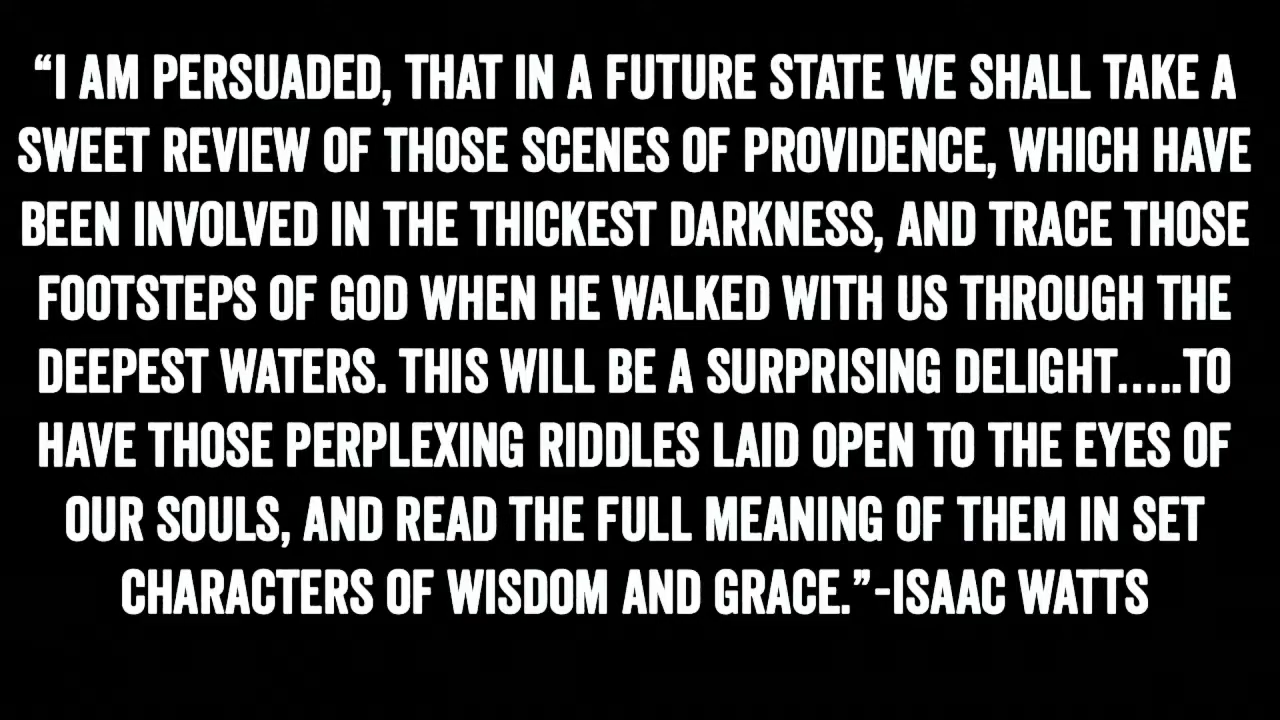 “I AM PERSUADED, THAT IN A FUTURE STATE WE SHALL TAKE A
SWEET REVIEW OF THOSE SCENES OF PROVIDENCE, WHICH HAVE
BEEN INVOLVED IN THE THICKEST DARKNESS, AND TRACE THOSE
FOOTSTEPS OF GOD WHEN HE WALKED WITH US THROUGH THE
DEEPEST WATERS. THIS WILL BE A SURPRISING DELIGHT.....TO
HAVE THOSE PERPLEXING RIDDLES LAID OPEN TO THE EYES OF
OUR SOULS, AND READ THE FULL MEANING OF THEM IN SET
CHARACTERS OF WISDOM AND GRACE.”-ISAAC WATTS